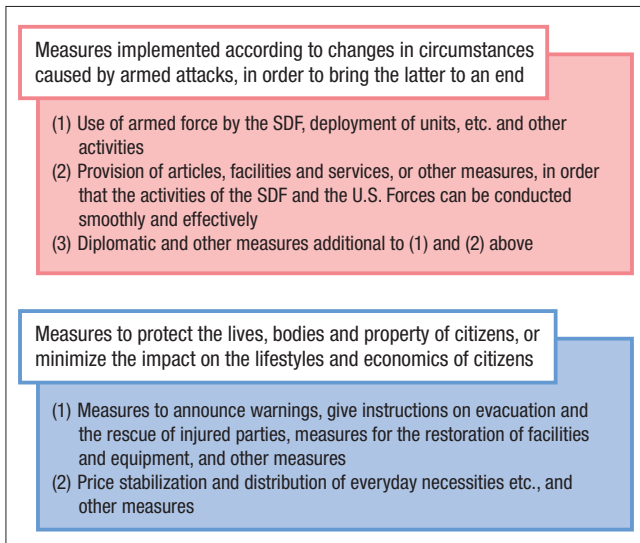 Measures implemented according to changes in circumstances
caused by armed attacks, in order to bring the latter to an end
(1) Use of armed force by the SDF, deployment of units, etc. and other
activities
(2) Provision of articles, facilities and services, or other measures, in order
that the activities of the SDF and the U.S. Forces can be conducted
smoothly and effectively
(3) Diplomatic and other measures additional to (1) and (2) above
Measures to protect the lives, bodies and property of citizens, or
minimize the impact on the lifestyles and economics of citizens
(1) Measures to announce warnings, give instructions on evacuation and
the rescue of injured parties, measures for the restoration of facilities
and equipment, and other measures
(2) Price stabilization and distribution of everyday necessities etc., and
other measures